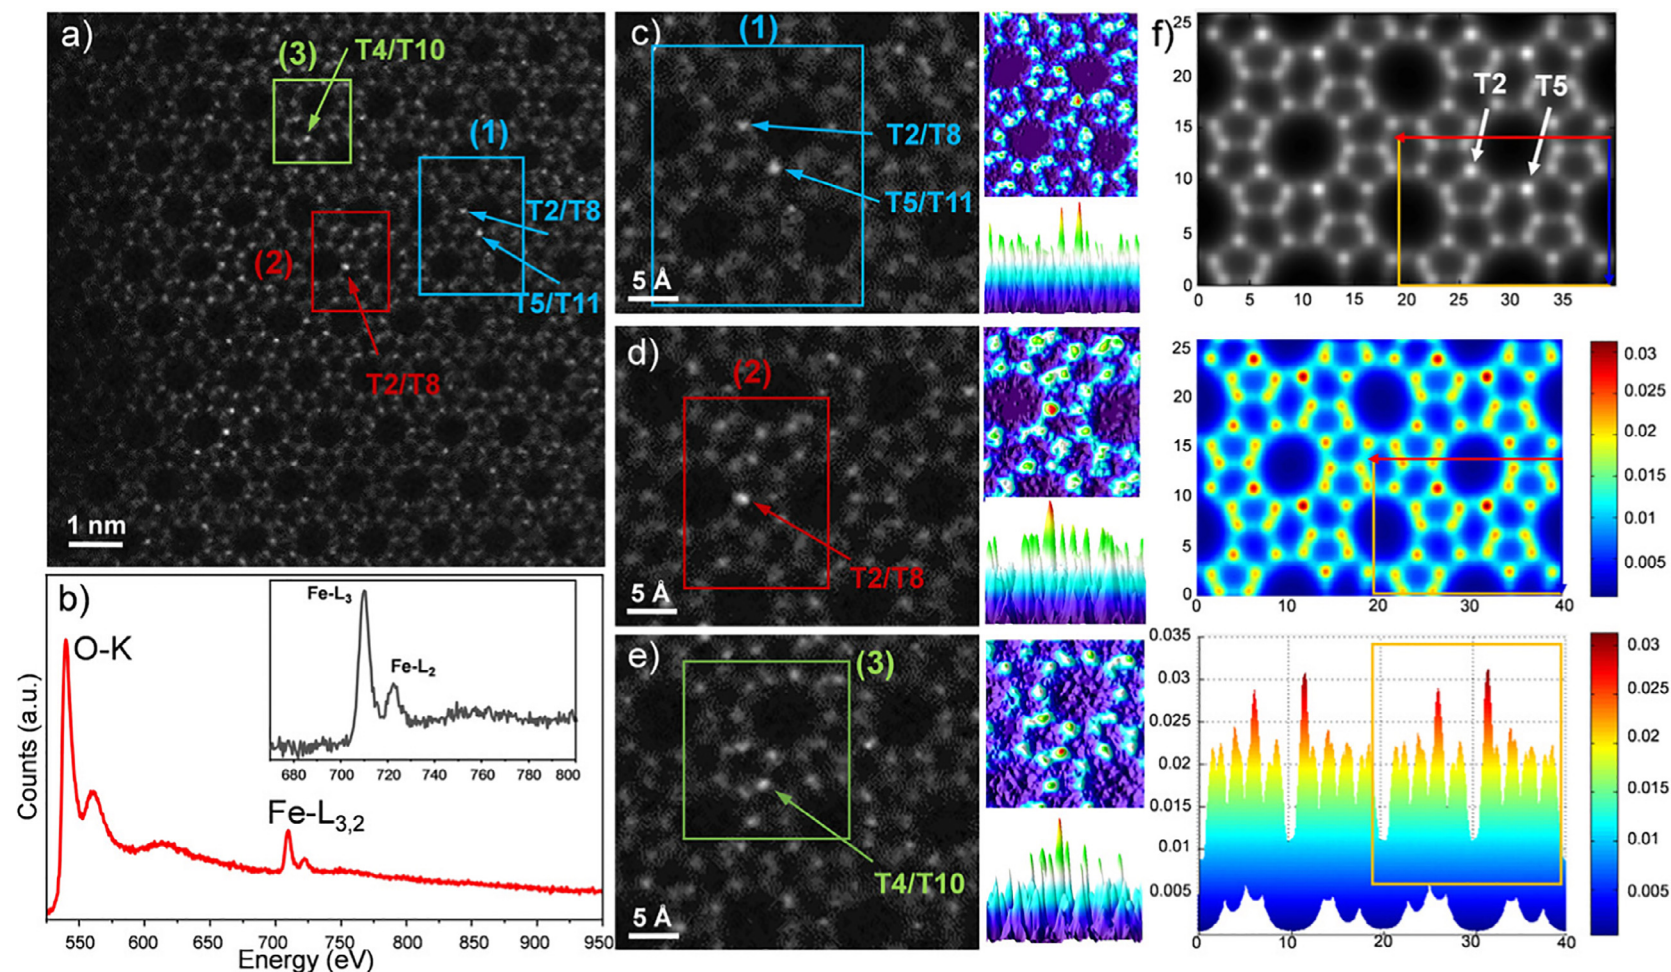 a)
(3)
T4/T10
(1)
T2/T8
T5/T11
(2)
T2/T8
1 nm
b)
O-K
Fe-L3,2
Counts (a.u.)
550 600 650 700 750 800 850 900 950
Energy (eV)
Fe-L3
Fe-L2
680 700 720 740 760 780 800
c)
(1)
T2/T8
T5/T11
5 Å
d)
(2)
T2/T8
5 Å
e)
(3)
T4/T10
5 Å
f)
25
20
15
10
5
0
T2
T5
0 5 10 15 20 25 30 35
25
20
15
10
5
0
0 10 20 30 40
0.03
0.025
0.02
0.015
0.01
0.005
0.035
0.03
0.025
0.02
0.015
0.01
0.005
0 10 20 30 40
0.03
0.025
0.02
0.015
0.01
0.005